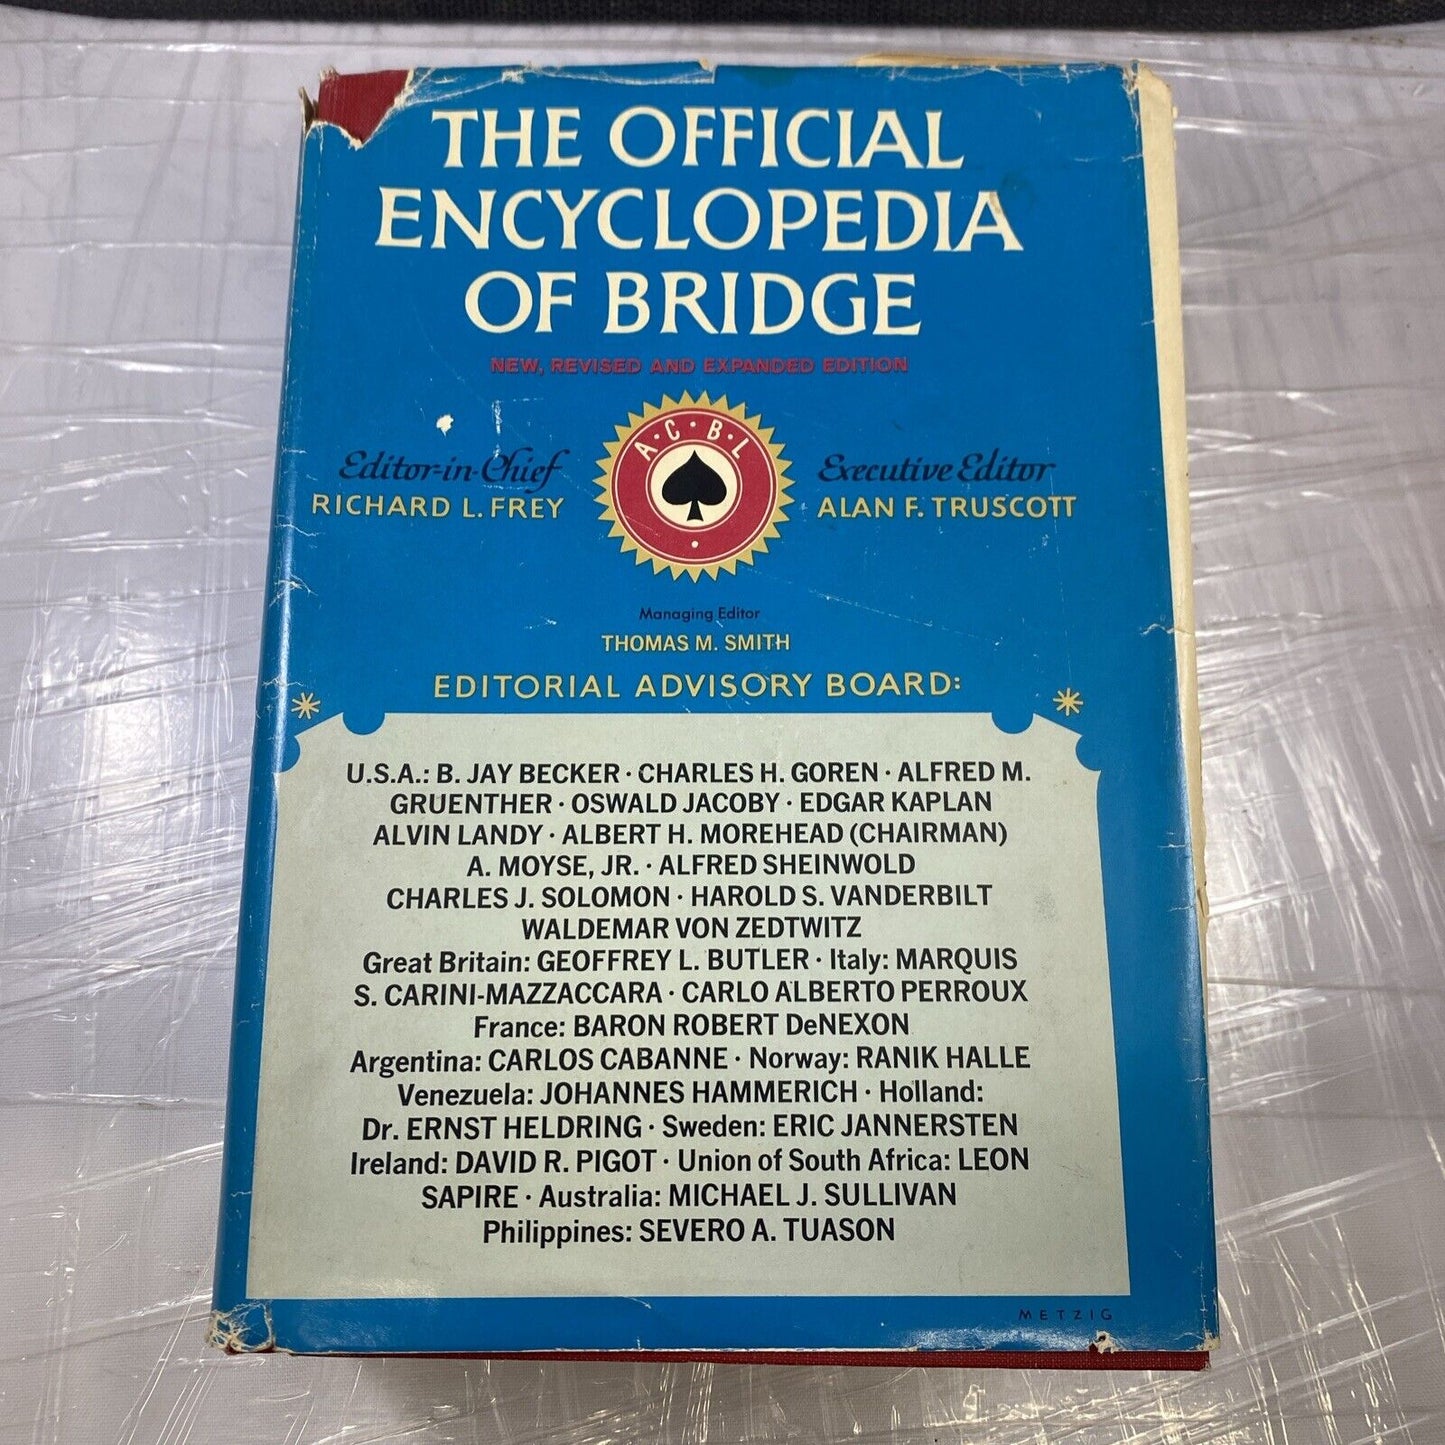 THE OFFICIAL
ENCYCLOPEDIA
OF BRIDGE
NEW, REVISED AND EXPANDED EDITION
Editor-in-Chief
RICHARD L. FREY
A·C·B·L
Executive Editor
ALAN F. TRUSCOTT
Managing Editor
THOMAS M. SMITH
EDITORIAL ADVISORY BOARD:
U.S.A.: B. JAY BECKER · CHARLES H. GOREN · ALFRED M.
GRUENTHER · OSWALD JACOBY · EDGAR KAPLAN
ALVIN LANDY · ALBERT H. MOREHEAD (CHAIRMAN)
A. MOYSE, JR. · ALFRED SHEINWOLD
CHARLES J. SOLOMON · HAROLD S. VANDERBILT
WALDEMAR VON ZEDTWITZ
Great Britain: GEOFFREY L. BUTLER · Italy: MARQUIS
S. CARINI-MAZZACCARA · CARLO ALBERTO PERROUX
France: BARON ROBERT DeNEXON
Argentina: CARLOS CABANNE · Norway: RANIK HALLE
Venezuela: JOHANNES HAMMERICH · Holland:
Dr. ERNST HELDRING · Sweden: ERIC JANNERSTEN
Ireland: DAVID R. PIGOT · Union of South Africa: LEON
SAPIRE · Australia: MICHAEL J. SULLIVAN
Philippines: SEVERO A. TUASON
METZIG